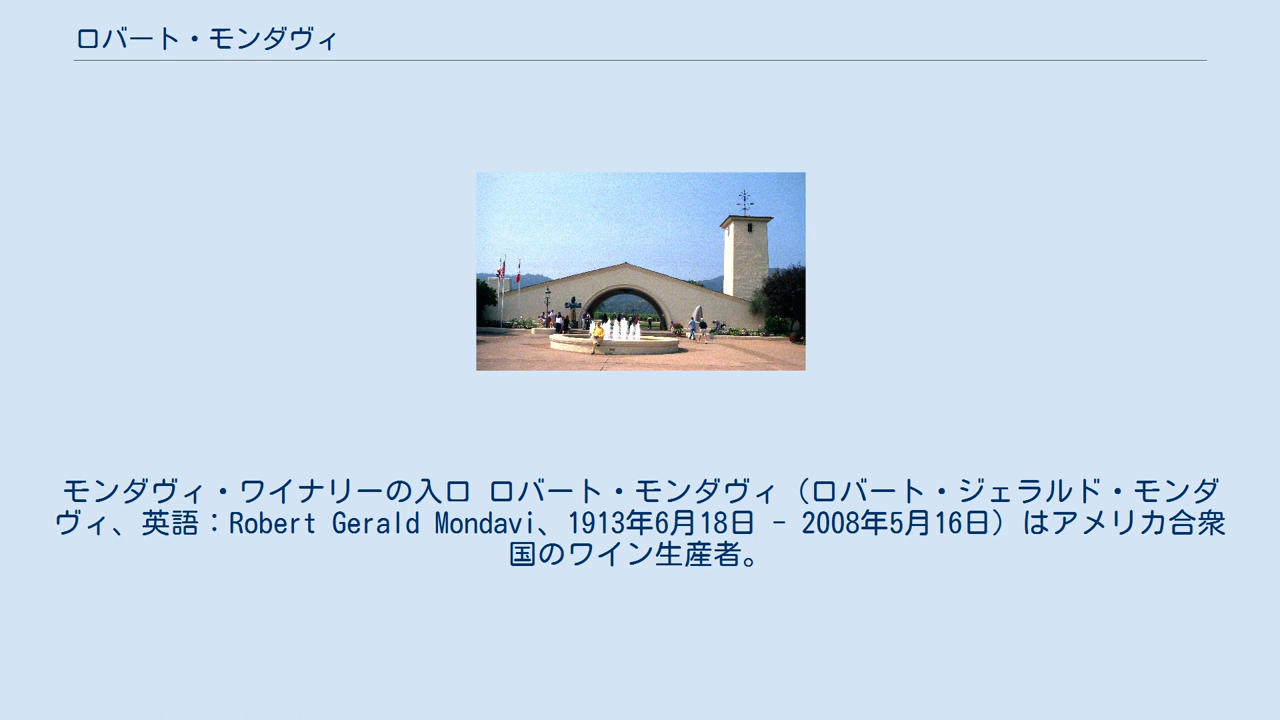 ロバート・モンダヴィ
モンダヴィ・ワイナリーの入口 ロバート・モンダヴィ（ロバート・ジェラルド・モンダ
ヴィ、英語：Robert Gerald Mondavi、1913年6月18日 - 2008年5月16日）はアメリカ合衆
国のワイン生産者。